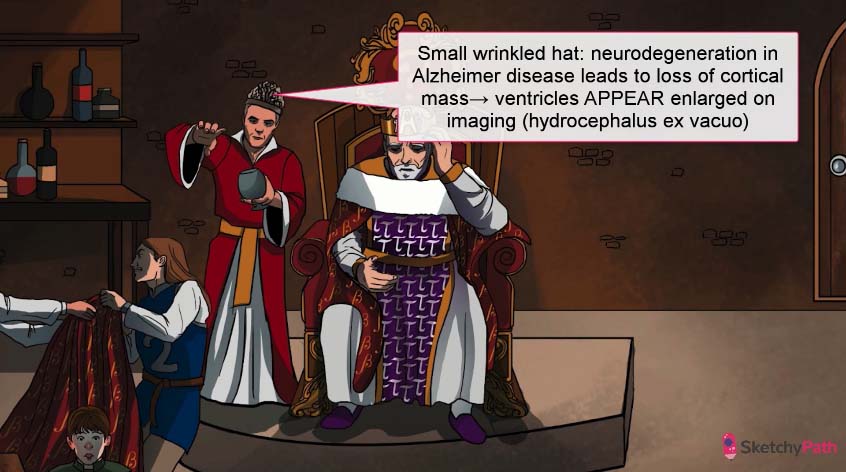 Small wrinkled hat: neurodegeneration in
Alzheimer disease leads to loss of cortical
mass→ ventricles APPEAR enlarged on
imaging (hydrocephalus ex vacuo)
2
SketchyPath